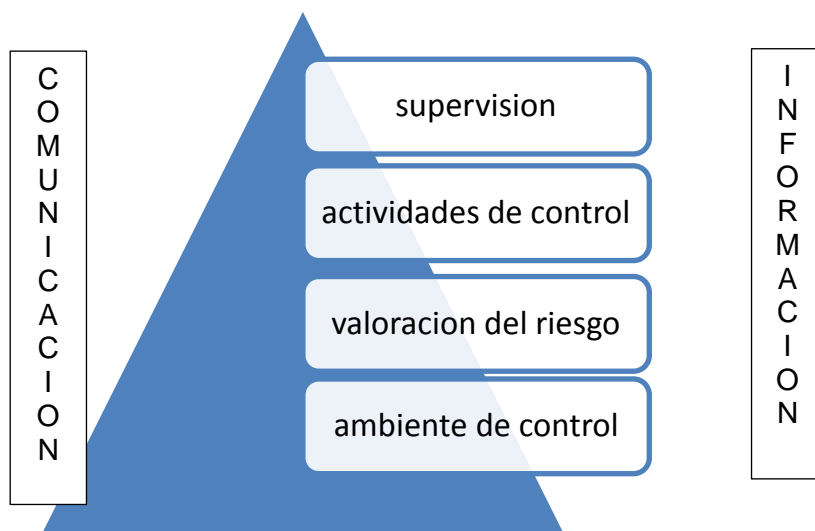 COMUNICACION
supervision
actividades de control
valoracion del riesgo
ambiente de control
INFORMACION